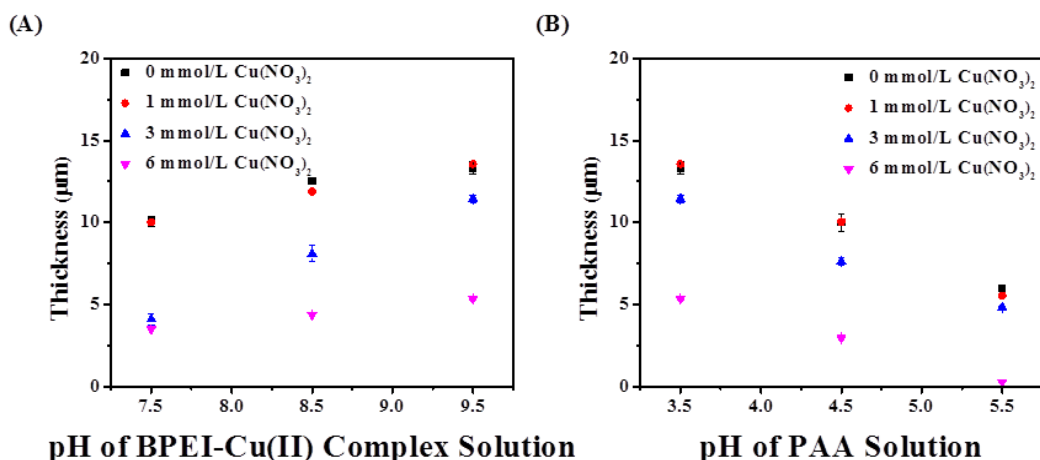 (A)
(B)
20
15
10
5
0
Thickness (μm)
0 mmol/L Cu(NO₃)₂
1 mmol/L Cu(NO₃)₂
3 mmol/L Cu(NO₃)₂
6 mmol/L Cu(NO₃)₂
7.5 8.0 8.5 9.0 9.5
pH of BPEI-Cu(II) Complex Solution
20
15
10
5
0
Thickness (μm)
0 mmol/L Cu(NO₃)₂
1 mmol/L Cu(NO₃)₂
3 mmol/L Cu(NO₃)₂
6 mmol/L Cu(NO₃)₂
3.5 4.0 4.5 5.0 5.5
pH of PAA Solution